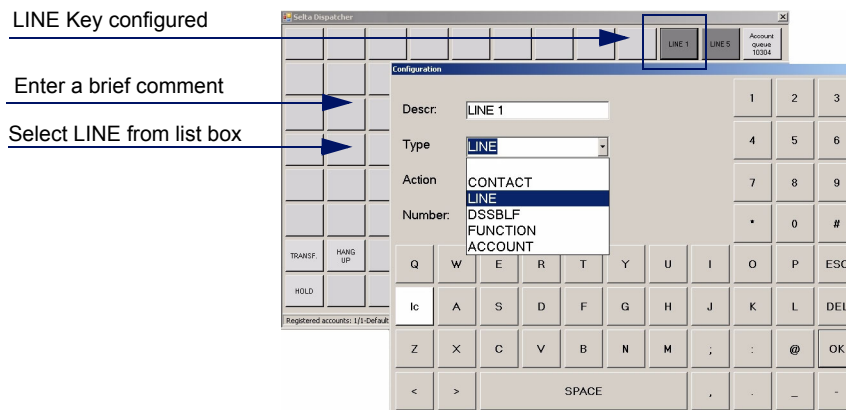 LINE Key configured
Enter a brief comment
Select LINE from list box
Selta Dispatcher
LINE 1
LINE 5
Account
queue
10304
TRANSF.
HANG
UP
HOLD
Registered accounts: 1/1-Default
Configuration
Descr:
LINE 1
Type
LINE
Action
Number:
CONTACT
LINE
DSSBLF
FUNCTION
ACCOUNT
1 2 3
4 5 6
7 8 9
* 0 #
Q W E R T Y U I O P ESC
lc A S D F G H J K L DEL
Z X C V B N M ; : @ OK
< > SPACE , . _ -